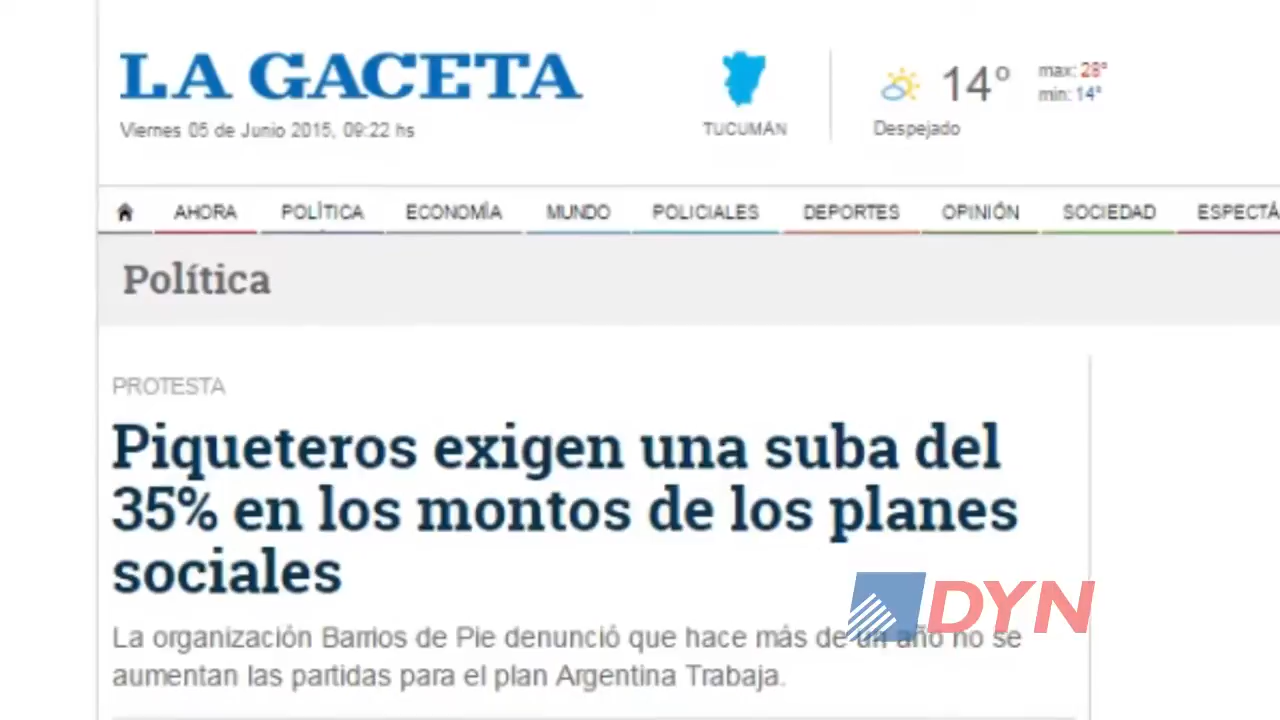 LA GACETA
Viernes 05 de Junio 2015, 09:22 hs
TUCUMÁN
14°
Despejado
max: 28°
min: 14°
AHORA POLÍTICA ECONOMÍA MUNDO POLICIALES DEPORTES OPINIÓN SOCIEDAD ESPECTÁ
Política
PROTESTA
Piqueteros exigen una suba del
35% en los montos de los planes
sociales
La organización Barrios de Pie denunció que hace más de un año no se
aumentan las partidas para el plan Argentina Trabaja.
DYN